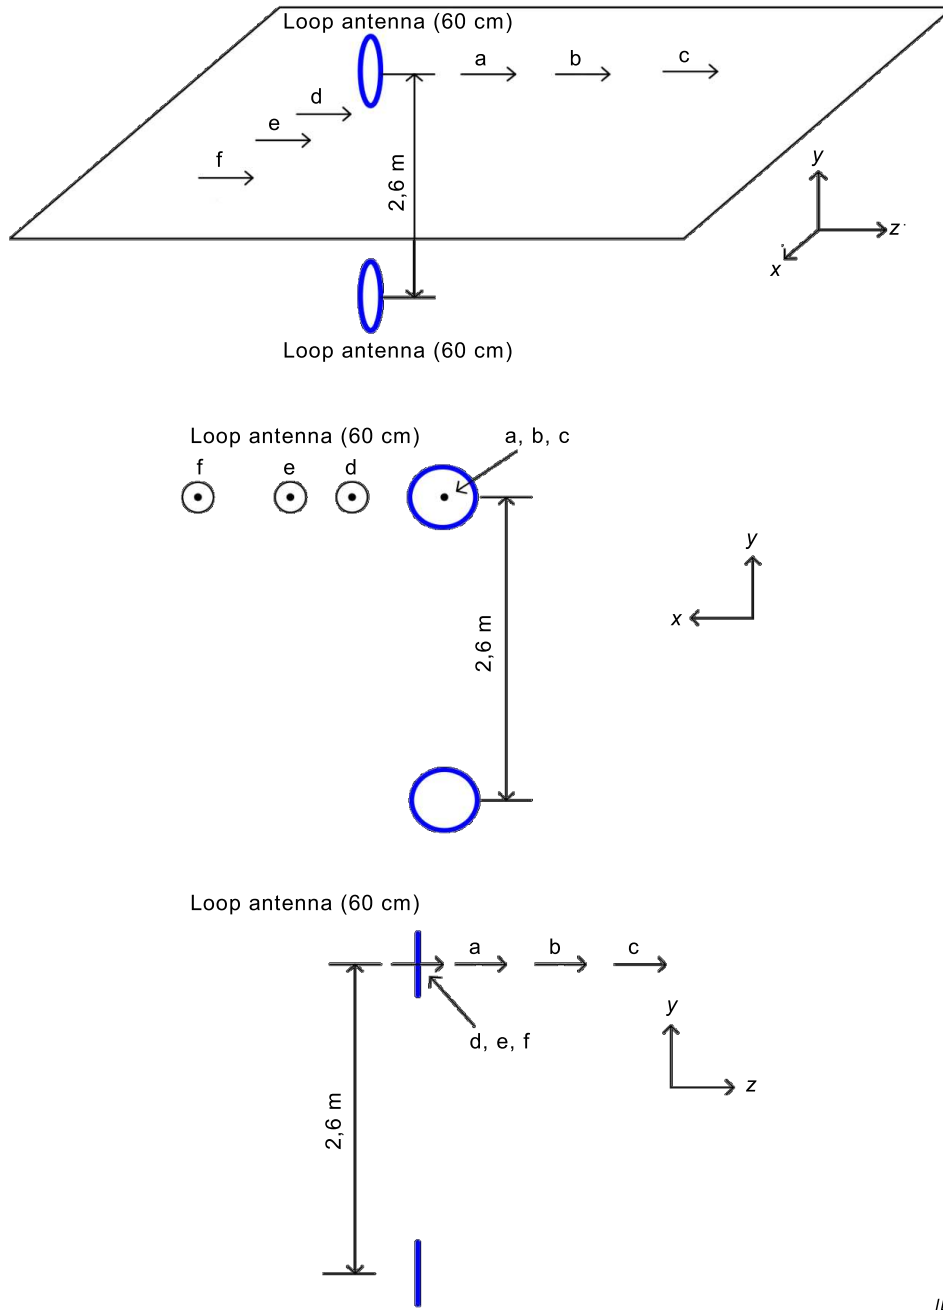 Loop antenna (60 cm)
a
b
c
d
e
f
2,6 m
y
z
x
Loop antenna (60 cm)
Loop antenna (60 cm)
a, b, c
f
e
d
y
x
2,6 m
Loop antenna (60 cm)
a
b
c
d, e, f
y
z
2,6 m